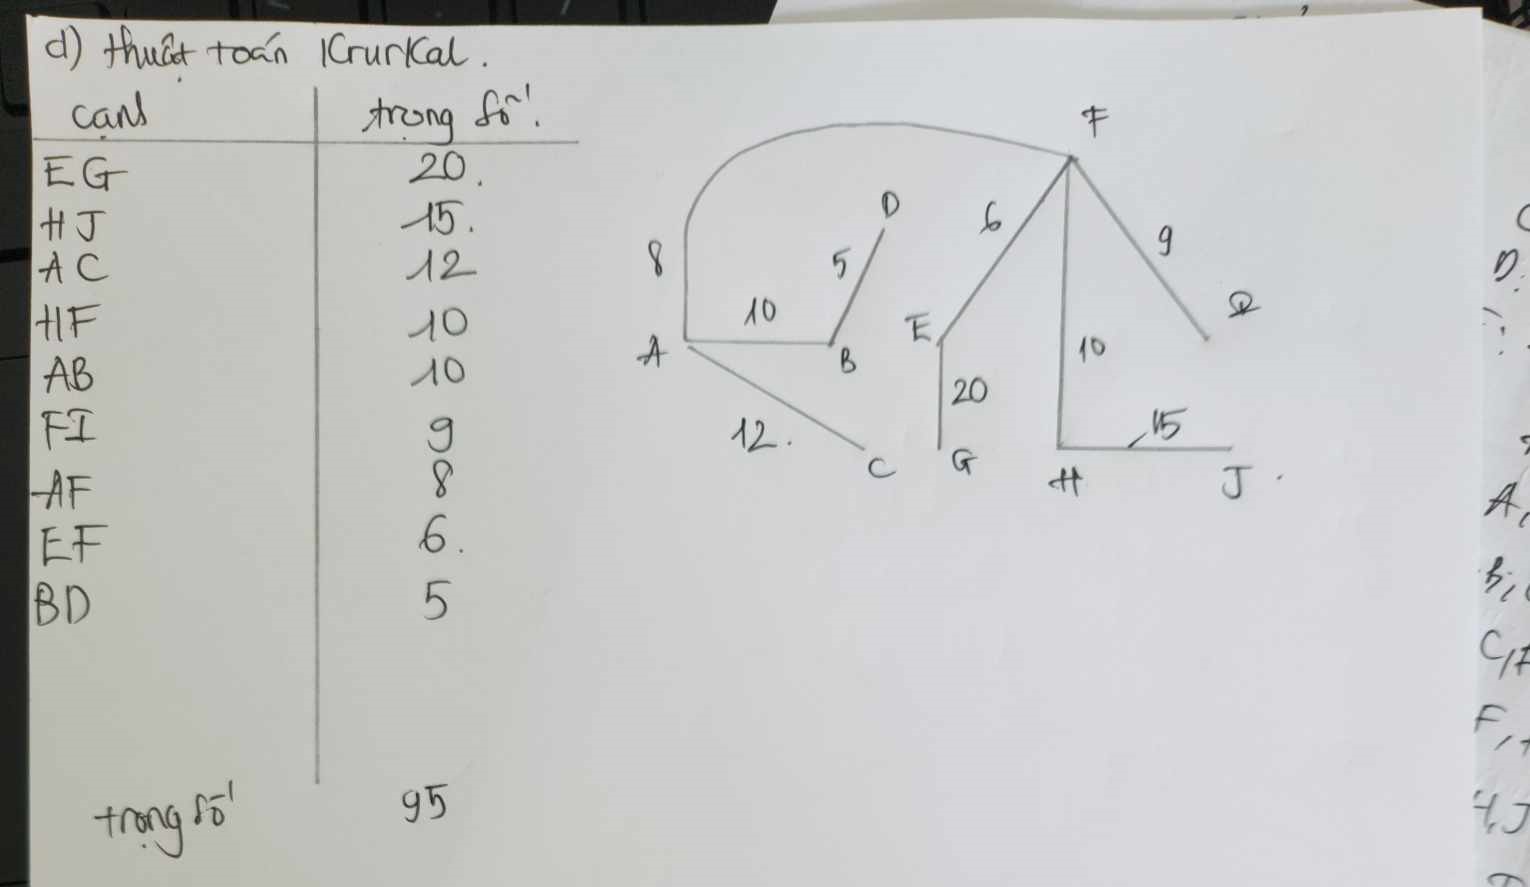 d) thuật toán Kruskal.
cạnh trọng số.
EG 20.
HJ 15.
AC 12
HF 10
AB 10
FI 9
AF 8
EF 6.
BD 5
trọng số 95
F
D
6
9
8
5
10
E
A
B
10
20
12.
15
C
G
H
J
D
A,
B,
C,
F,
H,J